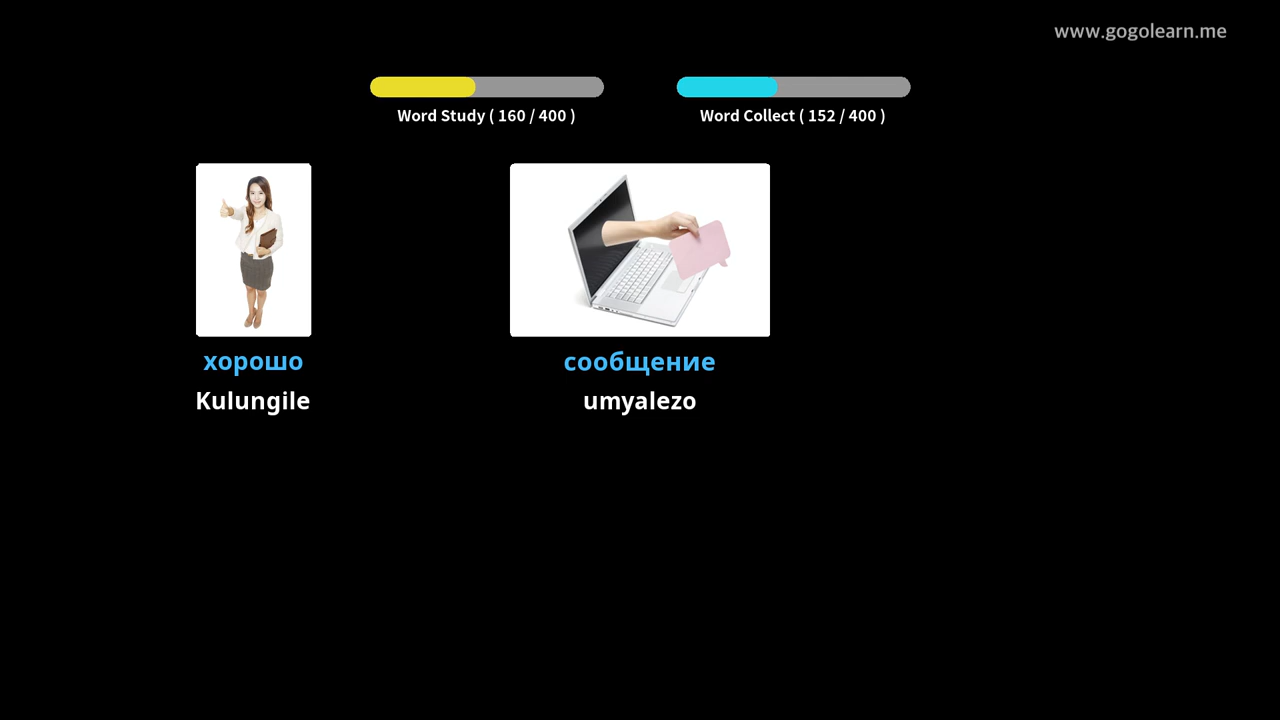 www.gogolearn.me
Word Study ( 160 / 400 )
Word Collect ( 152 / 400 )
хорошо
Kulungile
сообщение
umyalezo